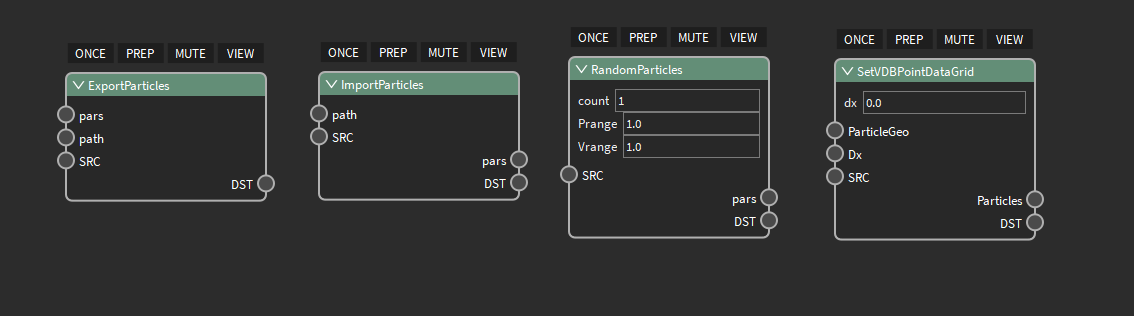 ONCE PREP MUTE VIEW
ExportParticles
pars
path
SRC
DST
ONCE PREP MUTE VIEW
ImportParticles
path
SRC
pars
DST
ONCE PREP MUTE VIEW
RandomParticles
count 1
Prange 1.0
Vrange 1.0
SRC
pars
DST
ONCE PREP MUTE VIEW
SetVDBPointDataGrid
dx 0.0
ParticleGeo
Dx
SRC
Particles
DST